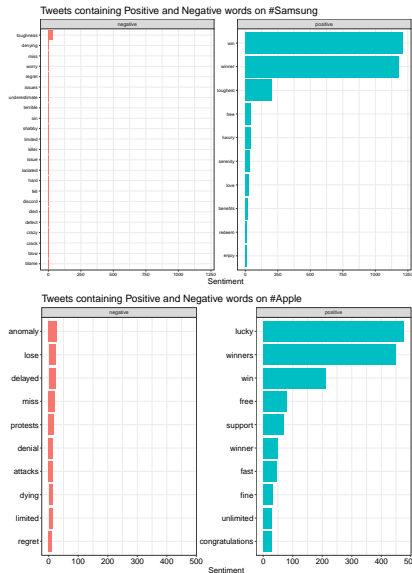 Tweets containing Positive and Negative words on #Samsung
negative
positive
toughness
denying
miss
worry
regret
issues
underestimate
terrible
sin
shabby
limited
killer
issue
isolated
hard
fell
discord
died
defect
crazy
crack
blow
blame
0 250 500 750 1000 1250
win
winner
toughest
free
luxury
serenity
love
benefits
redeem
enjoy
0 250 500 750 1000 1250
Sentiment
Tweets containing Positive and Negative words on #Apple
negative
positive
anomaly
lose
delayed
miss
protests
denial
attacks
dying
limited
regret
0 100 200 300 400 500
lucky
winners
win
free
support
winner
fast
fine
unlimited
congratulations
0 100 200 300 400 500
Sentiment